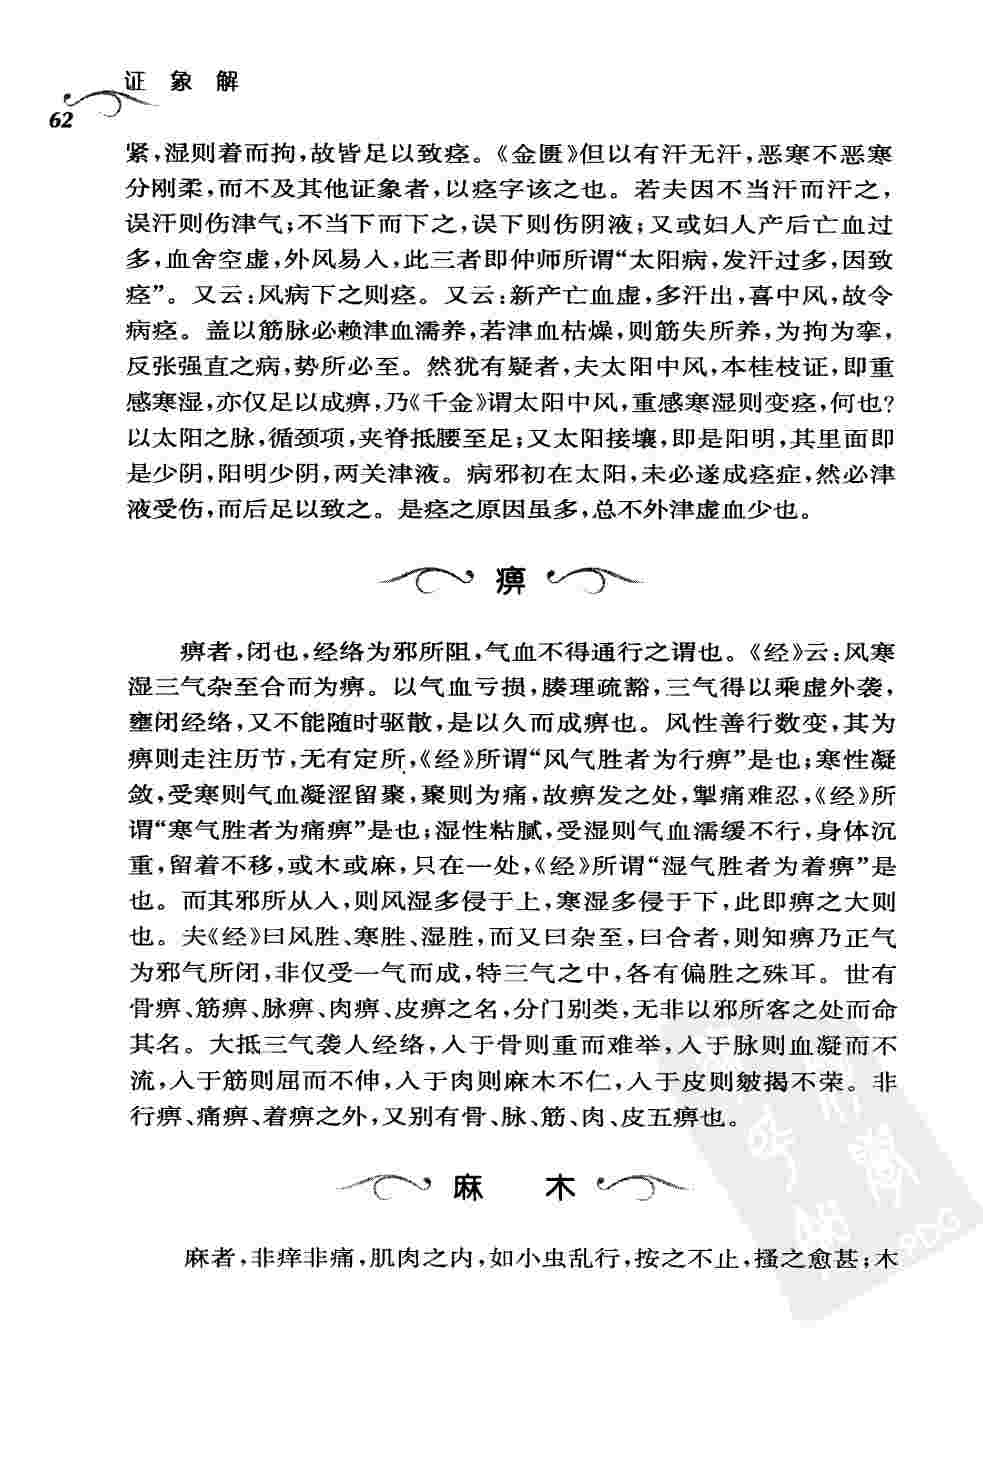 证象解
62
紧，湿则着而拘，故皆足以致痉。《金匮》但以有汗无汗，恶寒不恶寒
分刚柔，而不及其他证象者，以痉字该之也。若夫因不当汗而汗之，
误汗则伤津气；不当下而下之，误下则伤阴液；又或妇人产后亡血过
多，血舍空虚，外风易入，此三者即仲师所谓“太阳病，发汗过多，因致
痉”。又云：风病下之则痉。又云：新产亡血虚，多汗出，喜中风，故令
病痉。盖以筋脉必赖津血濡养，若津血枯燥，则筋失所养，为拘为挛，
反张强直之病，势所必至。然犹有疑者，夫太阳中风，本桂枝证，即重
感寒湿，亦仅足以成痹，乃《千金》谓太阳中风，重感寒湿则变痉，何也？
以太阳之脉，循颈项，夹脊抵腰至足；又太阳接壤，即是阳明，其里面即
是少阴，阳明少阴，两关津液。病邪初在太阳，未必遂成痉症，然必津
液受伤，而后足以致之。是痉之原因虽多，总不外津虚血少也。
痹
痹者，闭也，经络为邪所阻，气血不得通行之谓也。《经》云：风寒
湿三气杂至合而为痹。以气血亏损，腠理疏豁，三气得以乘虚外袭，
壅闭经络，又不能随时驱散，是以久而成痹也。风性善行数变，其为
痹则走注历节，无有定所，《经》所谓“风气胜者为行痹”是也；寒性凝
敛，受寒则气血凝涩留聚，聚则为痛，故痹发之处，掣痛难忍，《经》所
谓“寒气胜者为痛痹”是也；湿性粘腻，受湿则气血濡缓不行，身体沉
重，留着不移，或木或麻，只在一处，《经》所谓“湿气胜者为着痹”是
也。而其邪所从入，则风湿多侵于上，寒湿多侵于下，此即痹之大则
也。夫《经》曰风胜、寒胜、湿胜，而又曰杂至，曰合者，则知痹乃正气
为邪气所闭，非仅受一气而成，特三气之中，各有偏胜之殊耳。世有
骨痹、筋痹、脉痹、肉痹、皮痹之名，分门别类，无非以邪所客之处而命
其名。大抵三气袭人经络，入于骨则重而难举，入于脉则血凝而不
流，入于筋则屈而不伸，入于肉则麻木不仁，入于皮则皴揭不荣。非
行痹、痛痹、着痹之外，又别有骨、脉、筋、肉、皮五痹也。
麻木
麻者，非痒非痛，肌肉之内，如小虫乱行，按之不止，搔之愈甚；木
PDG